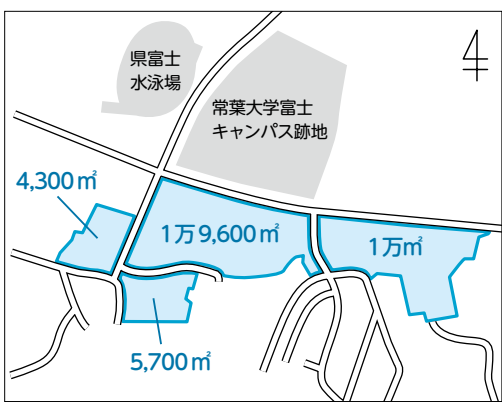 県富士
水泳場
常葉大学富士
キャンパス跡地
4,300㎡
1万9,600㎡
1万㎡
5,700㎡